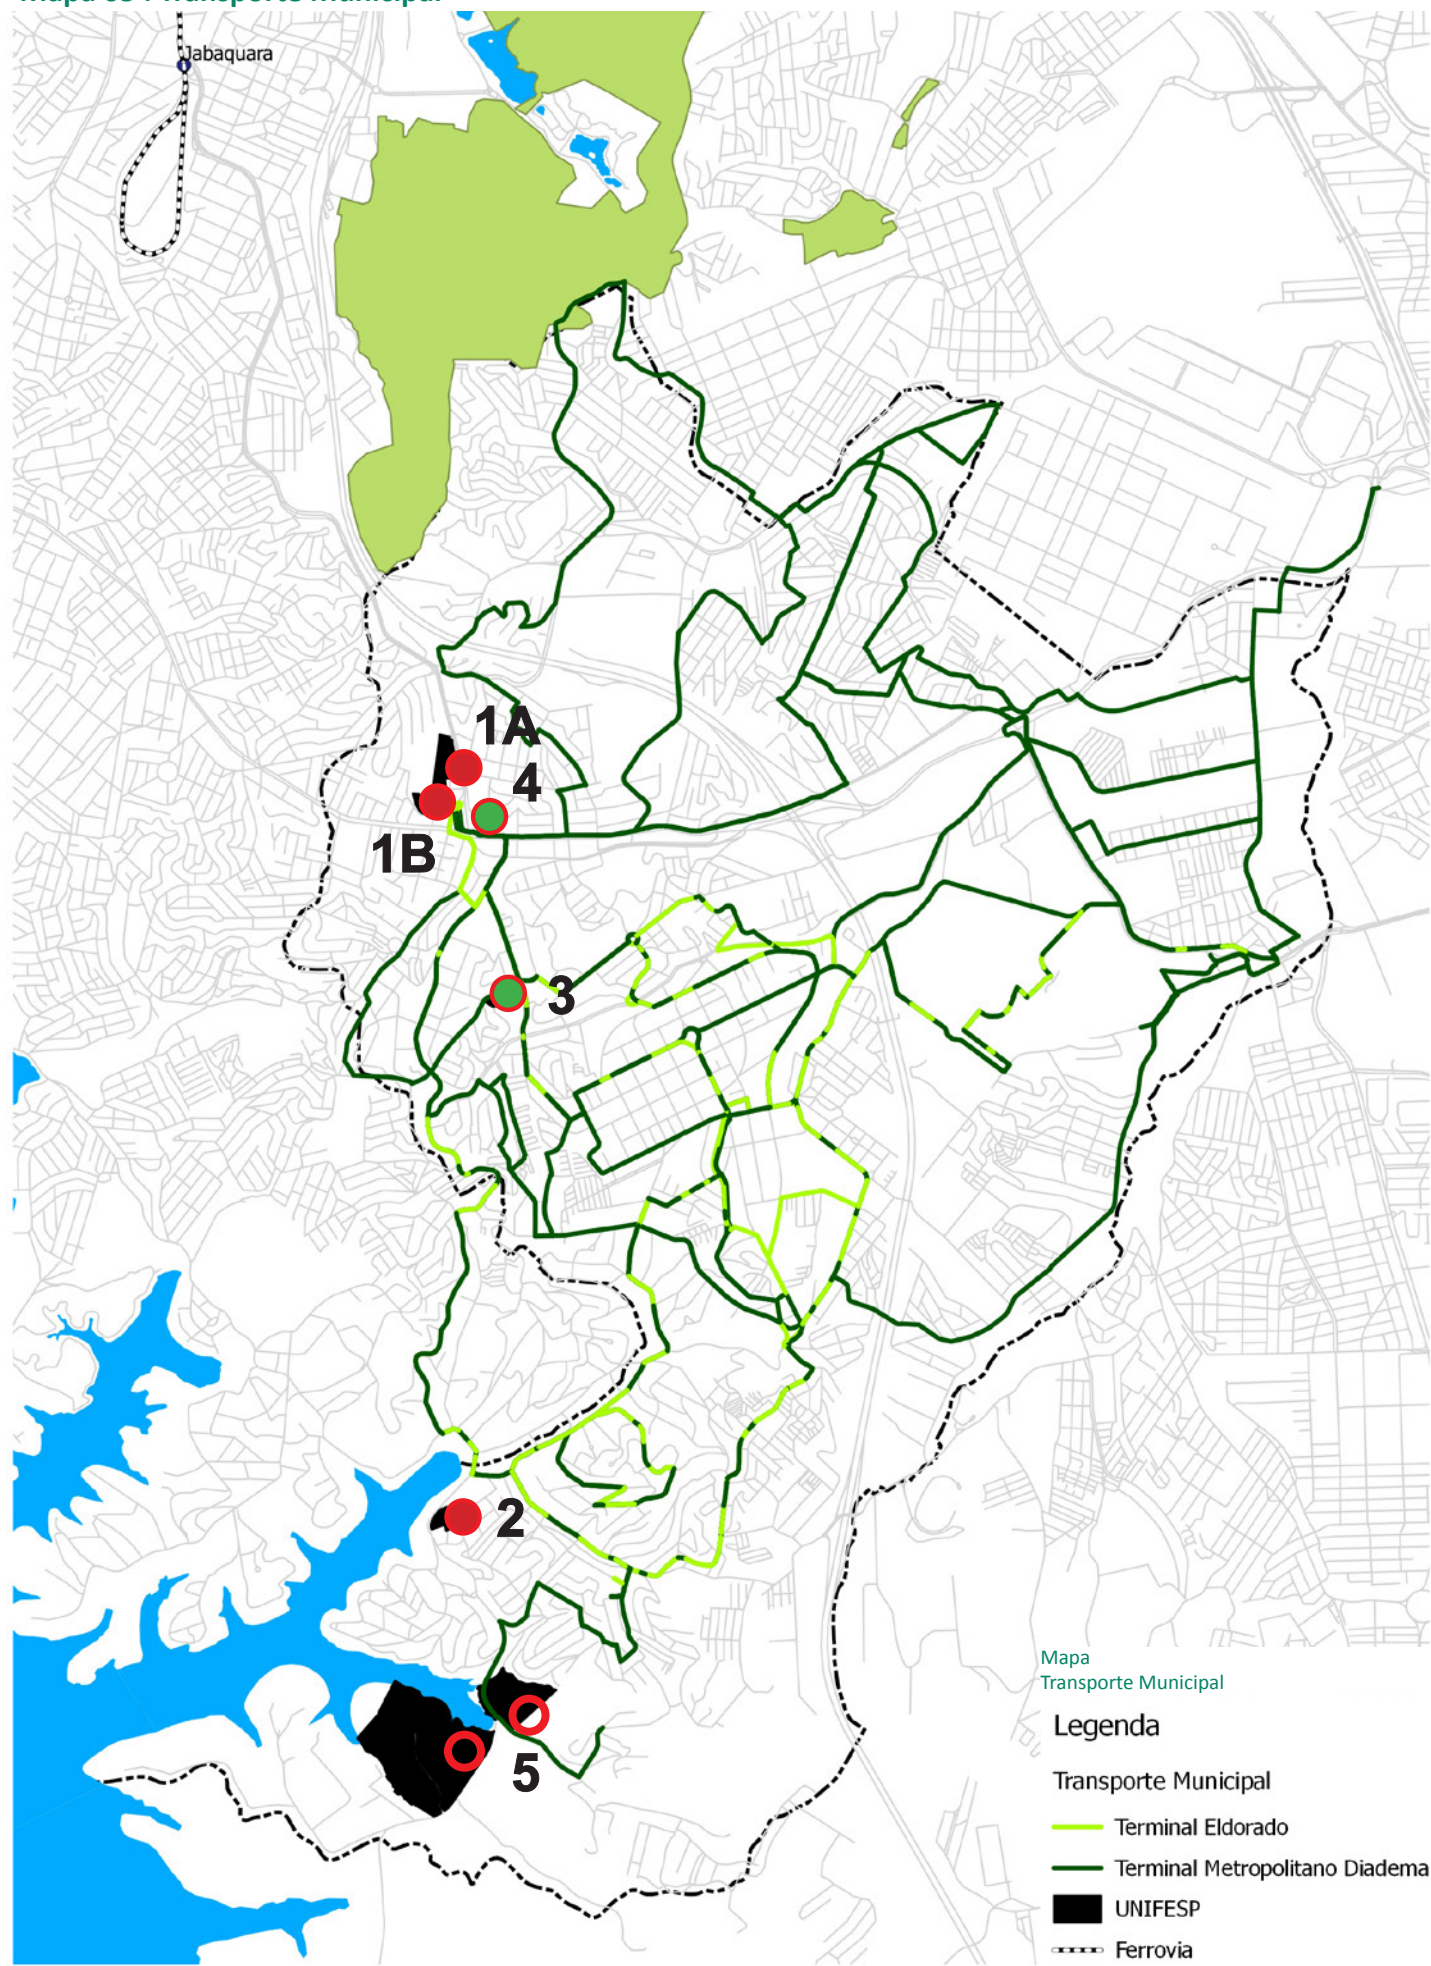 Jabaquara
1A
4
1B
3
2
5
Mapa
Transporte Municipal
Legenda
Transporte Municipal
Terminal Eldorado
Terminal Metropolitano Diadema
UNIFESP
Ferrovia